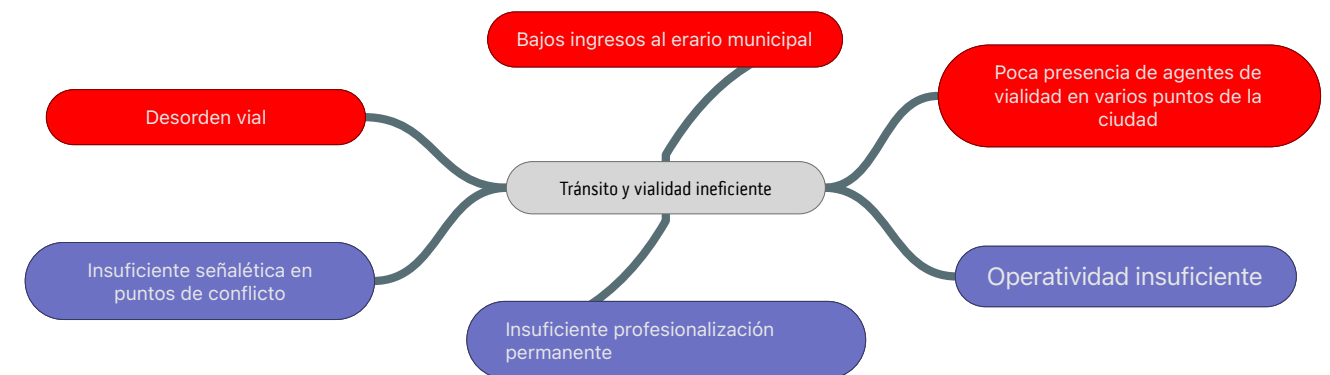 Bajos ingresos al erario municipal
Desorden vial
Poca presencia de agentes de
vialidad en varios puntos de la
ciudad
Tránsito y vialidad ineficiente
Insuficiente señalética en
puntos de conflicto
Operatividad insuficiente
Insuficiente profesionalización
permanente